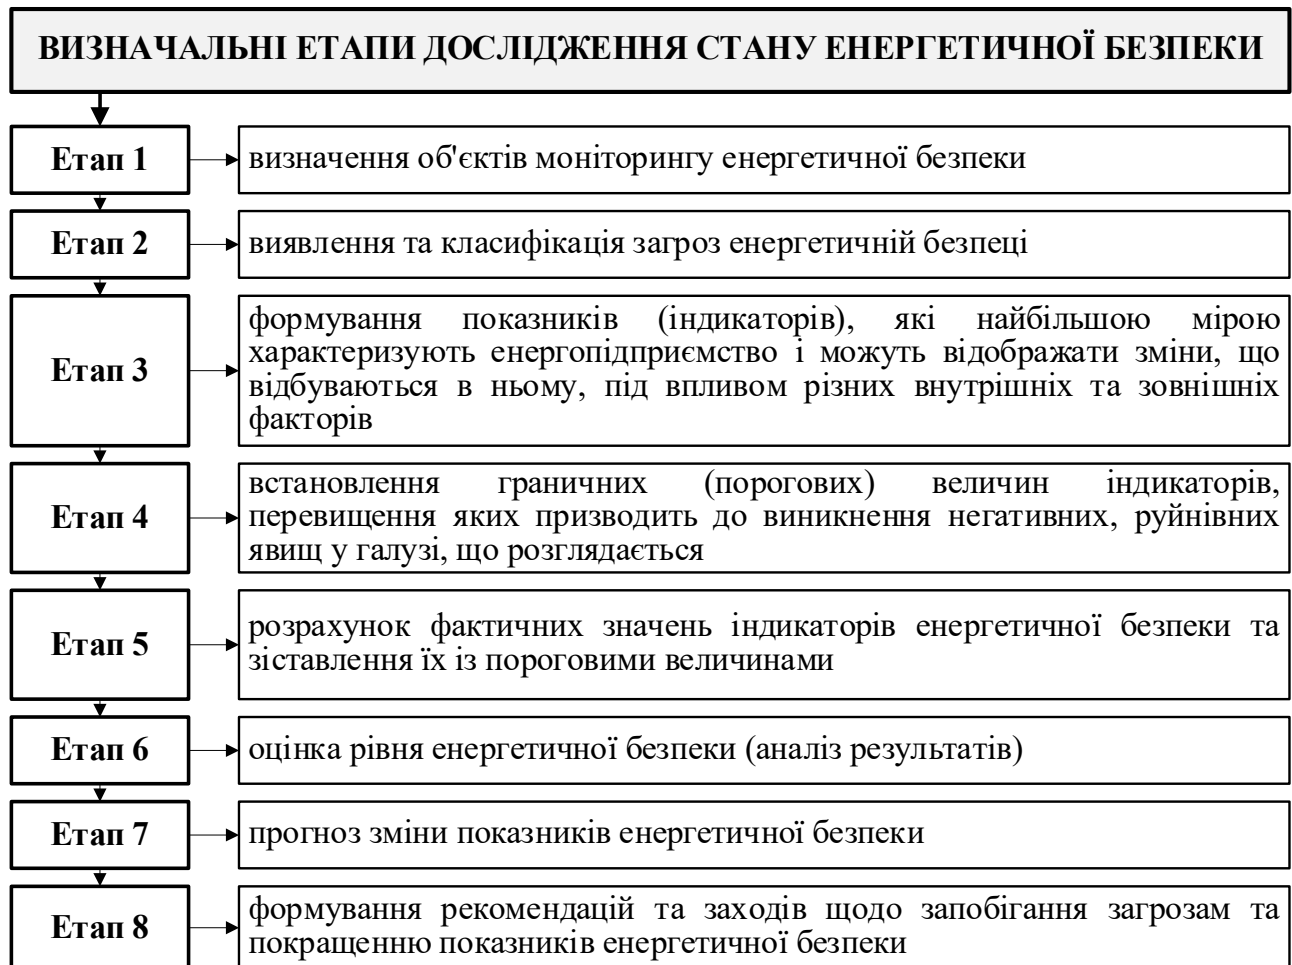 ВИЗНАЧАЛЬНІ ЕТАПИ ДОСЛІДЖЕННЯ СТАНУ ЕНЕРГЕТИЧНОЇ БЕЗПЕКИ
Етап 1
визначення об'єктів моніторингу енергетичної безпеки
Етап 2
виявлення та класифікація загроз енергетичній безпеці
Етап 3
формування показників (індикаторів), які найбільшою мірою
характеризують енергопідприємство і можуть відображати зміни, що
відбуваються в ньому, під впливом різних внутрішніх та зовнішніх
факторів
Етап 4
встановлення граничних (порогових) величин індикаторів,
перевищення яких призводить до виникнення негативних, руйнівних
явищ у галузі, що розглядається
Етап 5
розрахунок фактичних значень індикаторів енергетичної безпеки та
зіставлення їх із пороговими величинами
Етап 6
оцінка рівня енергетичної безпеки (аналіз результатів)
Етап 7
прогноз зміни показників енергетичної безпеки
Етап 8
формування рекомендацій та заходів щодо запобігання загрозам та
покращенню показників енергетичної безпеки